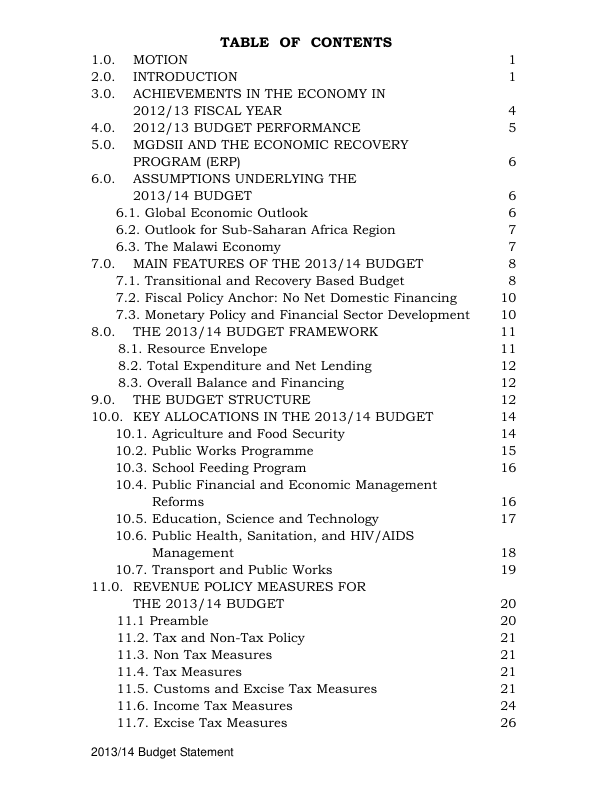 TABLE OF CONTENTS
1.0. MOTION 1
2.0. INTRODUCTION 1
3.0. ACHIEVEMENTS IN THE ECONOMY IN
2012/13 FISCAL YEAR 4
4.0. 2012/13 BUDGET PERFORMANCE 5
5.0. MGDSII AND THE ECONOMIC RECOVERY
PROGRAM (ERP) 6
6.0. ASSUMPTIONS UNDERLYING THE
2013/14 BUDGET 6
6.1. Global Economic Outlook 6
6.2. Outlook for Sub-Saharan Africa Region 7
6.3. The Malawi Economy 7
7.0. MAIN FEATURES OF THE 2013/14 BUDGET 8
7.1. Transitional and Recovery Based Budget 8
7.2. Fiscal Policy Anchor: No Net Domestic Financing 10
7.3. Monetary Policy and Financial Sector Development 10
8.0. THE 2013/14 BUDGET FRAMEWORK 11
8.1. Resource Envelope 11
8.2. Total Expenditure and Net Lending 12
8.3. Overall Balance and Financing 12
9.0. THE BUDGET STRUCTURE 12
10.0. KEY ALLOCATIONS IN THE 2013/14 BUDGET 14
10.1. Agriculture and Food Security 14
10.2. Public Works Programme 15
10.3. School Feeding Program 16
10.4. Public Financial and Economic Management
Reforms 16
10.5. Education, Science and Technology 17
10.6. Public Health, Sanitation, and HIV/AIDS
Management 18
10.7. Transport and Public Works 19
11.0. REVENUE POLICY MEASURES FOR
THE 2013/14 BUDGET 20
11.1 Preamble 20
11.2. Tax and Non-Tax Policy 21
11.3. Non Tax Measures 21
11.4. Tax Measures 21
11.5. Customs and Excise Tax Measures 21
11.6. Income Tax Measures 24
11.7. Excise Tax Measures 26
2013/14 Budget Statement